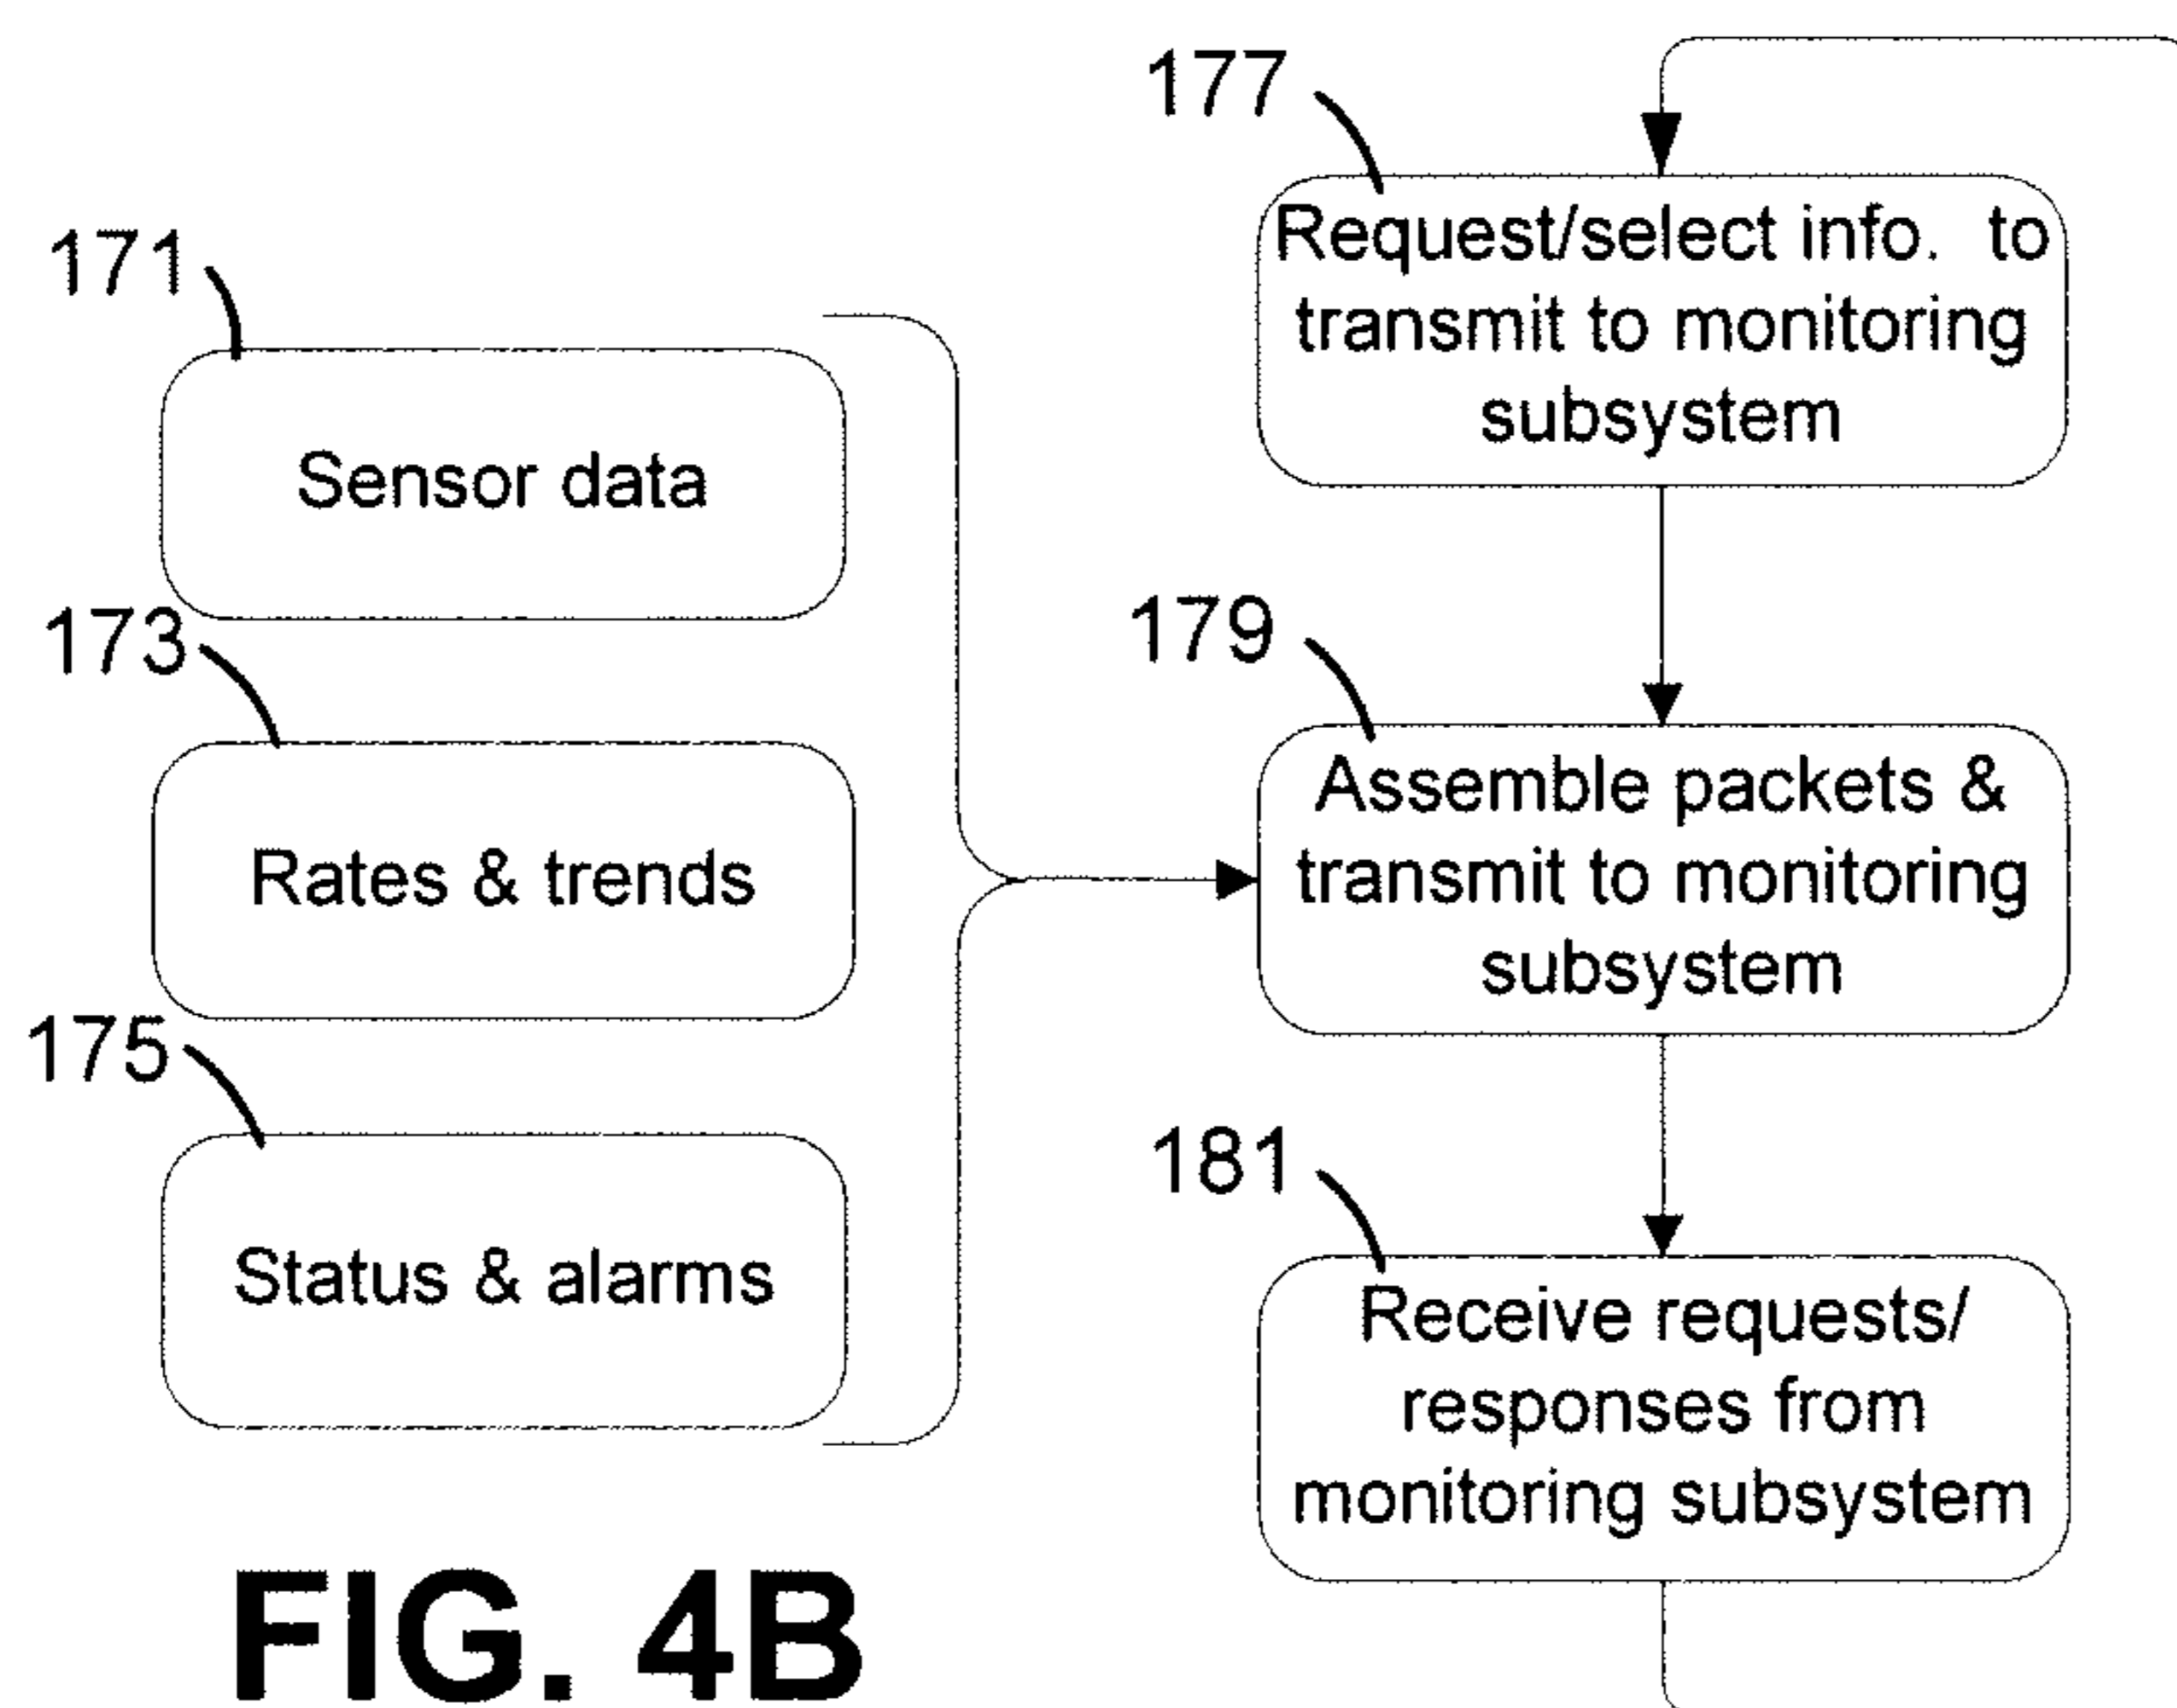 171
Sensor data
173
Rates & trends
175
Status & alarms
177
Request/select info. to
transmit to monitoring
subsystem
179
Assemble packets &
transmit to monitoring
subsystem
181
Receive requests/
responses from
monitoring subsystem
FIG. 4B